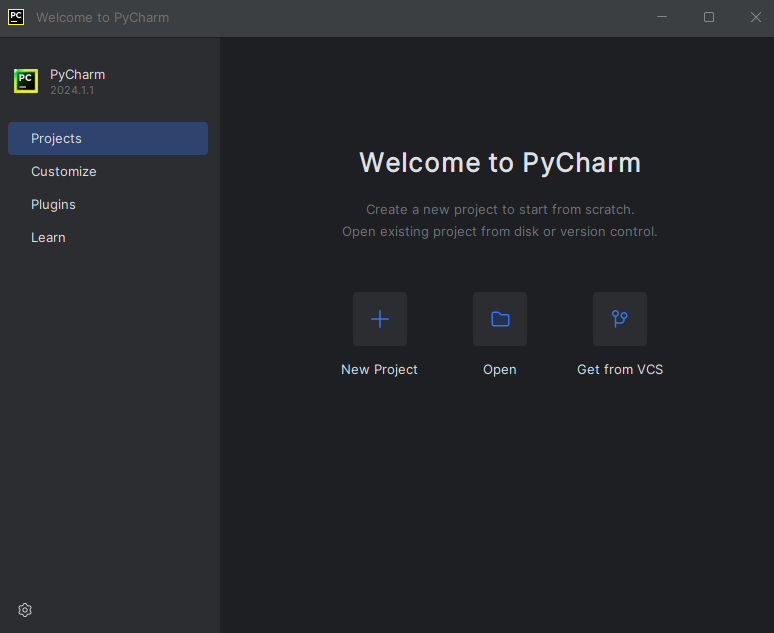 PC Welcome to PyCharm
PC PyCharm
2024.1.1
Projects
Customize
Plugins
Learn
Welcome to PyCharm
Create a new project to start from scratch.
Open existing project from disk or version control.
New Project
Open
Get from VCS